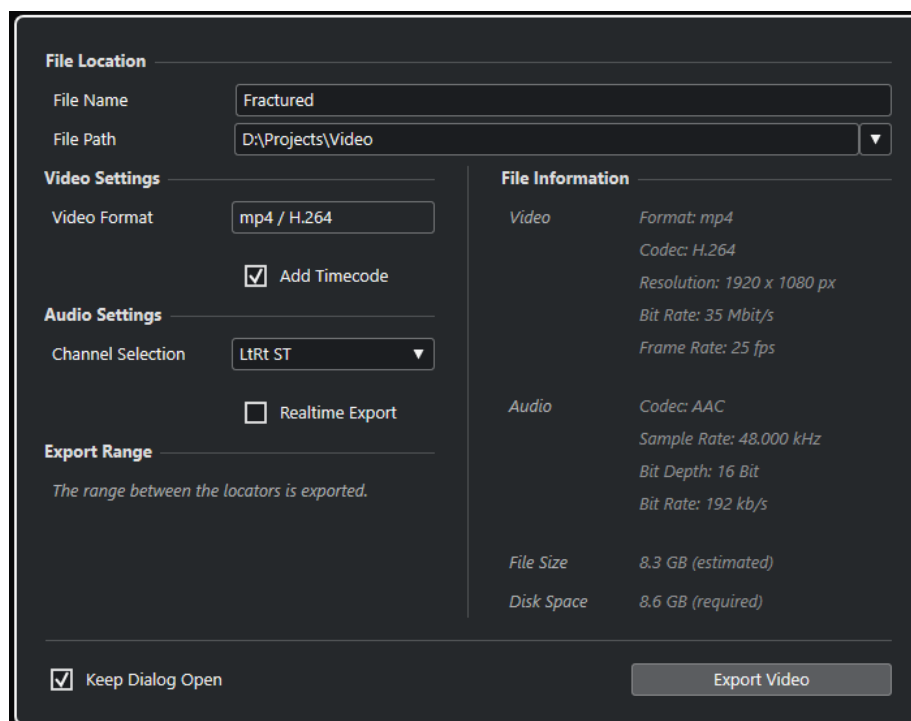 File Location
File Name Fractured
File Path D:\Projects\Video
Video Settings
Video Format mp4 / H.264
Add Timecode
Audio Settings
Channel Selection LtRt ST
Realtime Export
Export Range
The range between the locators is exported.
File Information
Video Format: mp4
Codec: H.264
Resolution: 1920 x 1080 px
Bit Rate: 35 Mbit/s
Frame Rate: 25 fps
Audio Codec: AAC
Sample Rate: 48.000 kHz
Bit Depth: 16 Bit
Bit Rate: 192 kb/s
File Size 8.3 GB (estimated)
Disk Space 8.6 GB (required)
Keep Dialog Open
Export Video